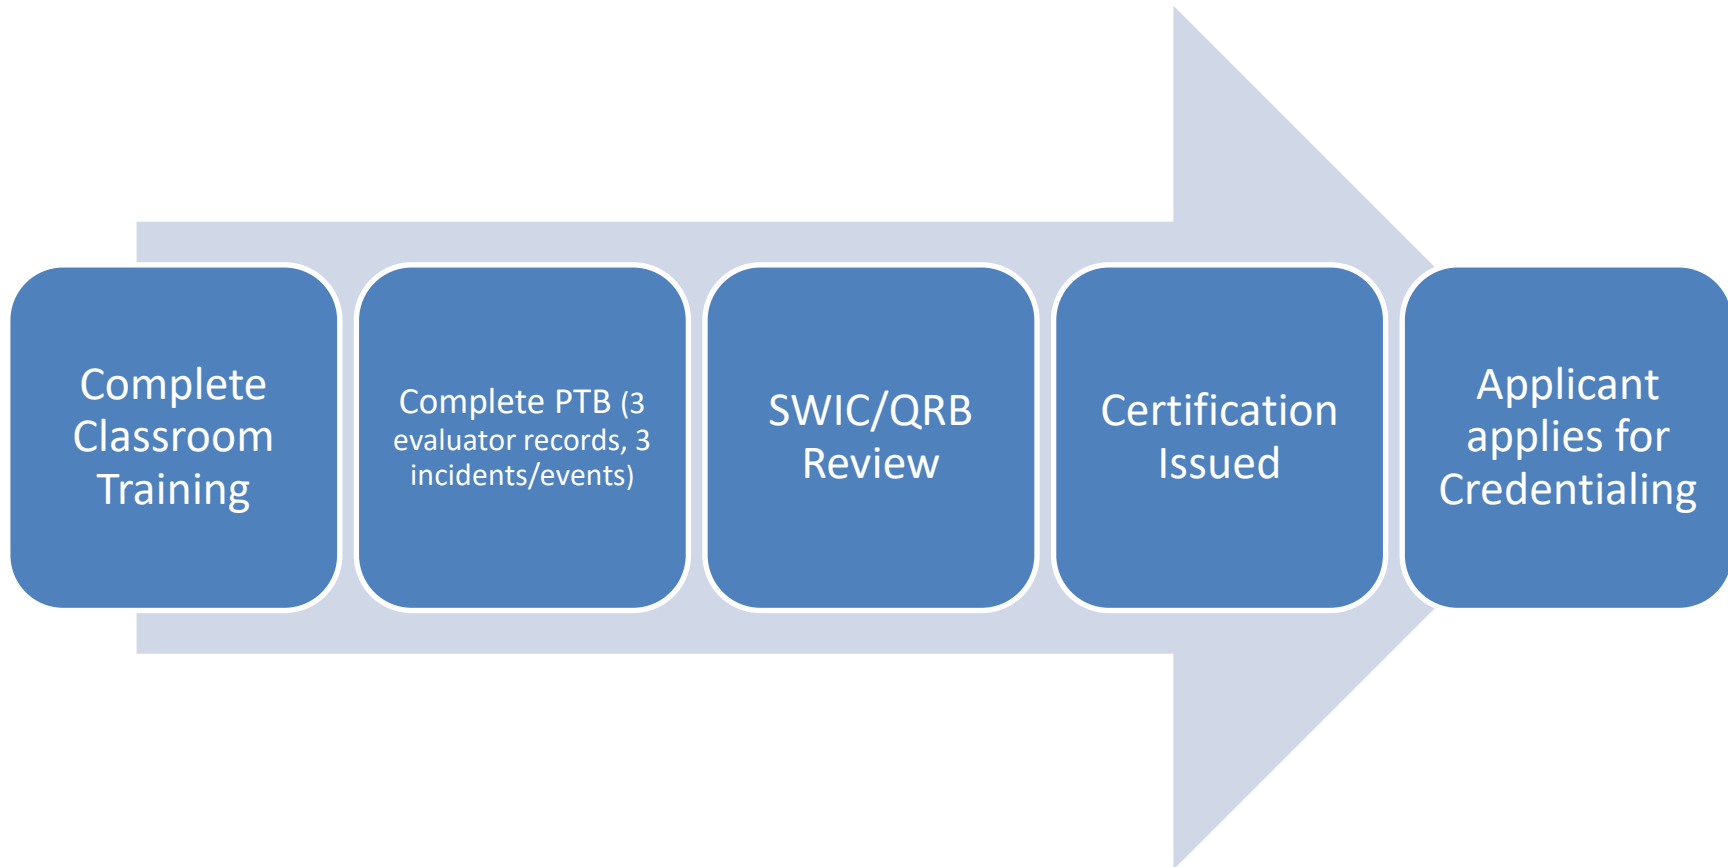 Complete
Classroom
Training
Complete PTB (3
evaluator records, 3
incidents/events)
SWIC/QRB
Review
Certification
Issued
Applicant
applies for
Credentialing